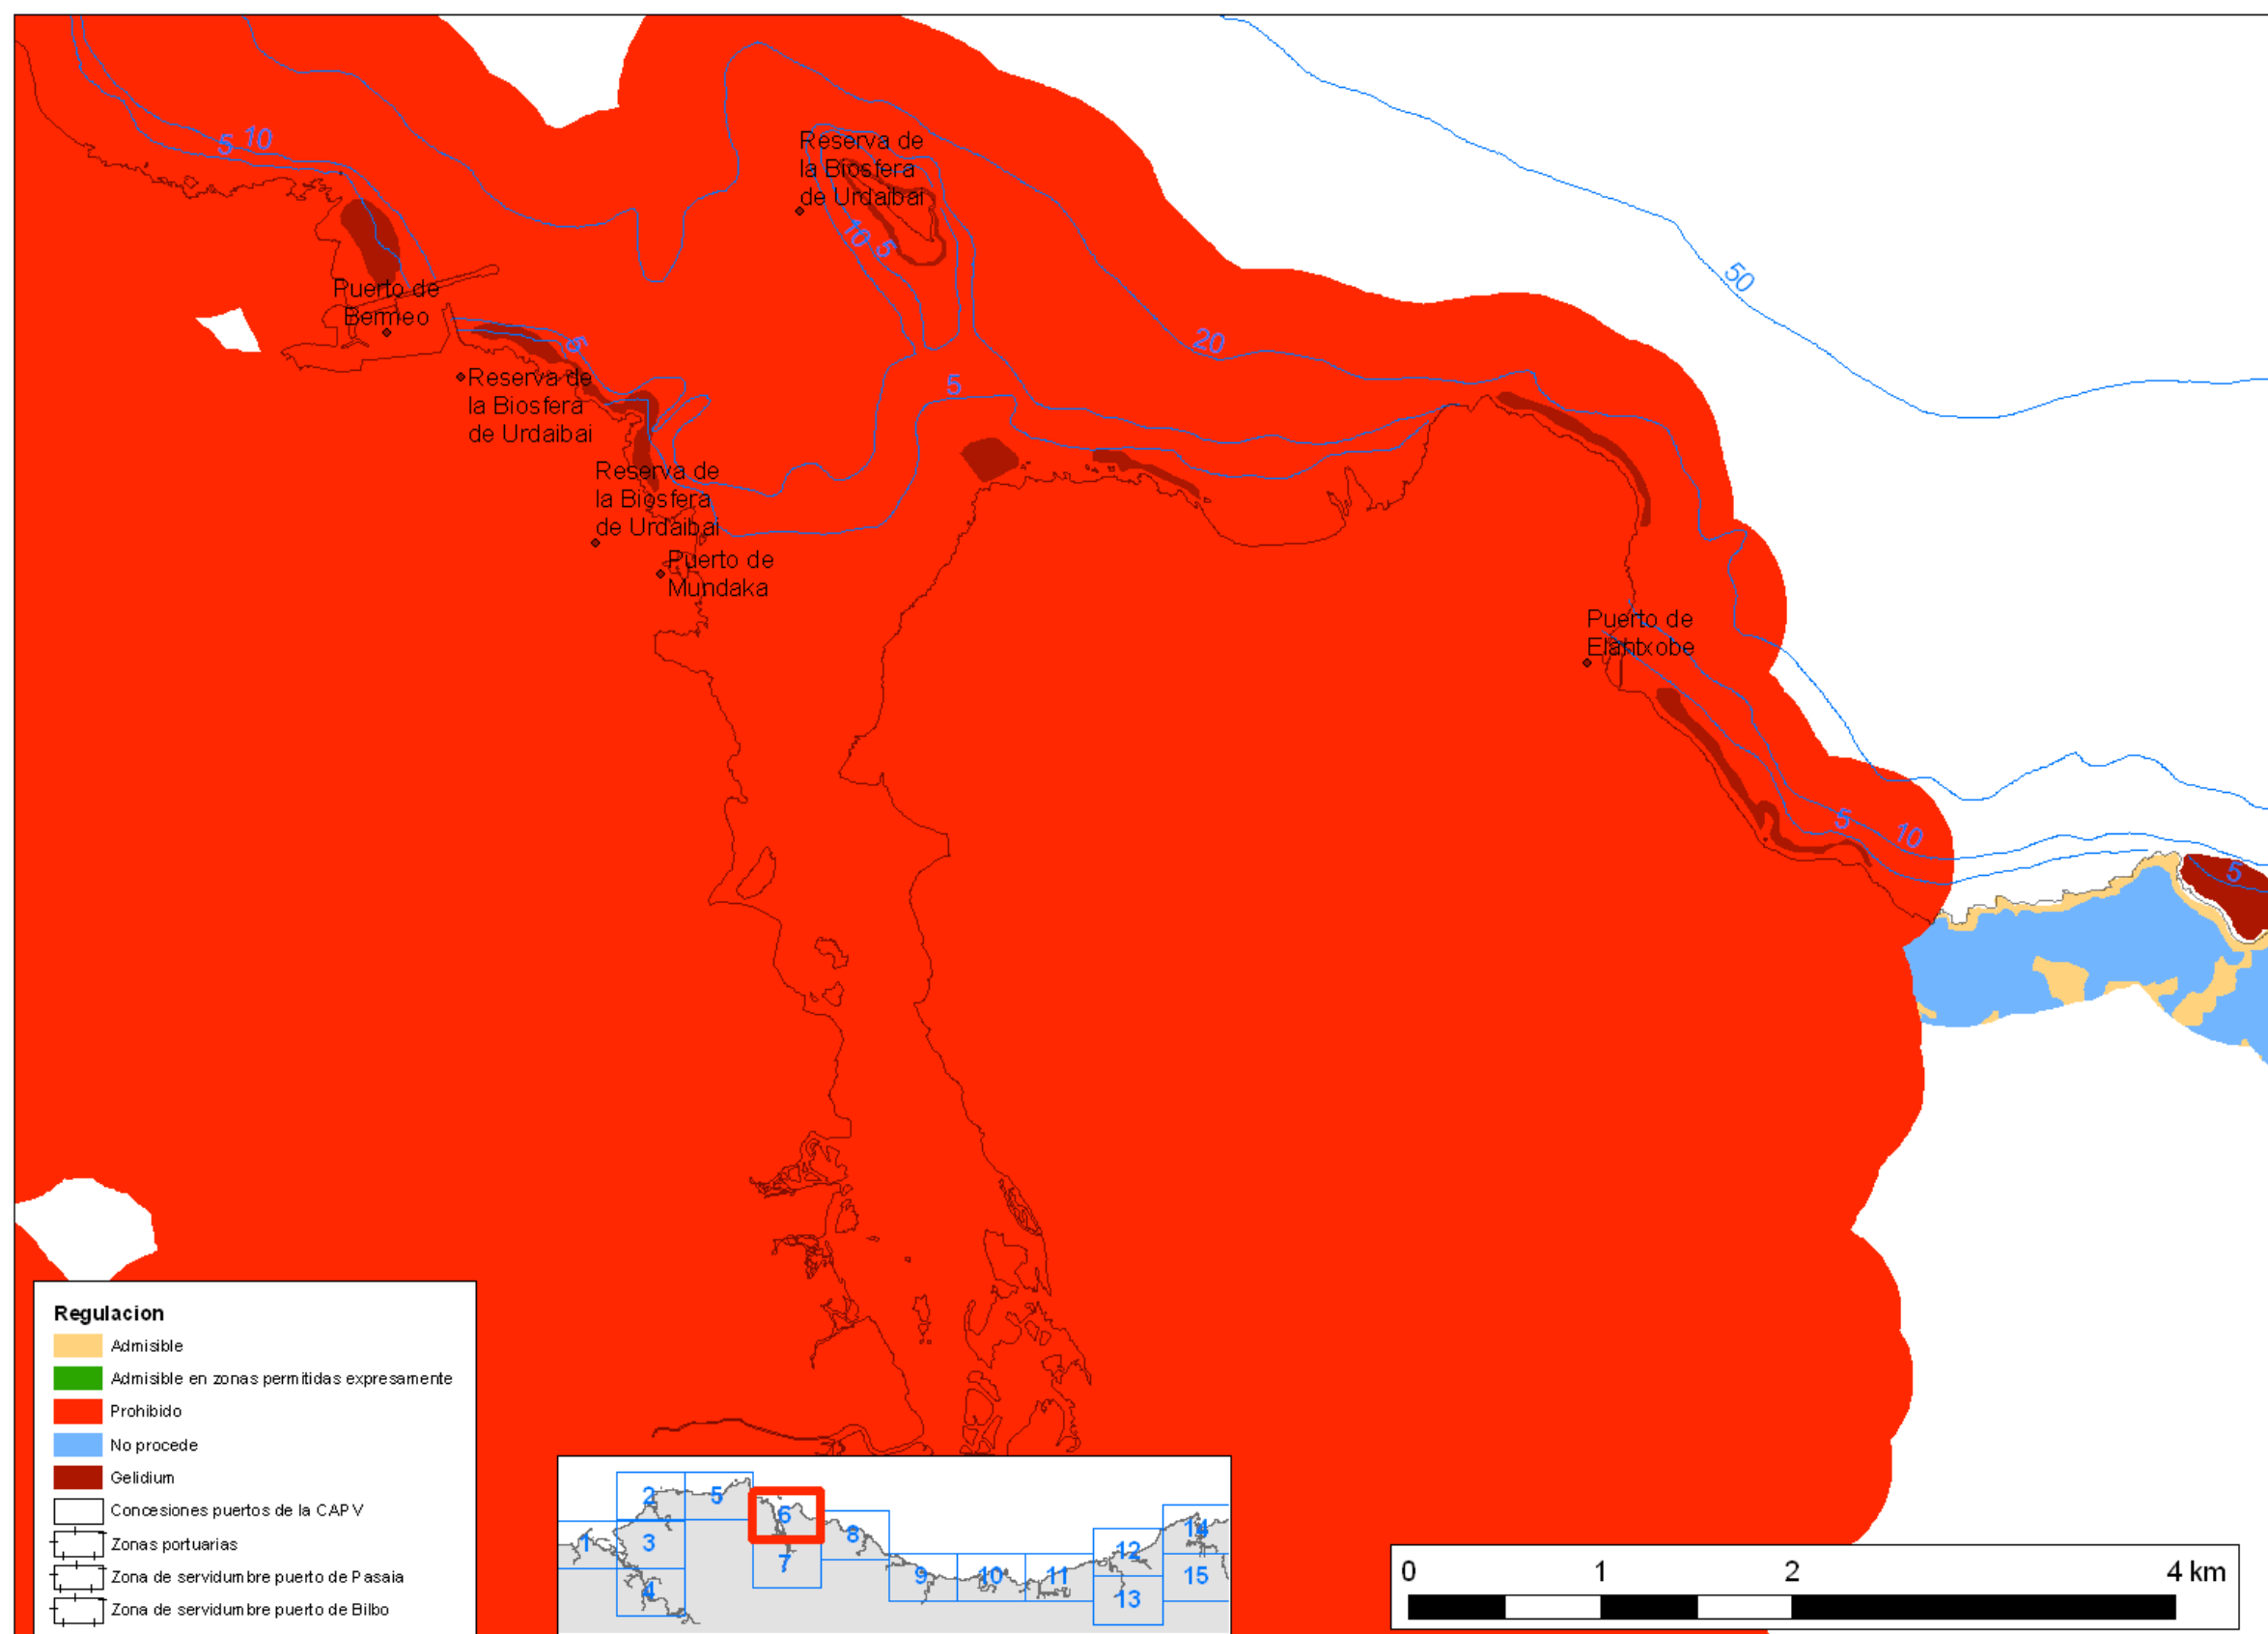 5 10
Reserva de
la Biosfera
de Urdaibai
10 5
50
Puerto de
Bermeo
20
5
5
Reserva de
la Biosfera
de Urdaibai
Reserva de
la Biosfera
de Urdaibai
Puerto de
Mundaka
Puerto de
Elantxobe
5 10
5
Regulacion
Admisible
Admisible en zonas permitidas expresamente
Prohibido
No procede
Gelidium
Concesiones puertos de la CAPV
Zonas portuarias
Zona de servidumbre puerto de Pasaia
Zona de servidumbre puerto de Bilbo
1 2 3 4 5 6 7 8 9 10 11 12 13 14 15
0 1 2 4 km